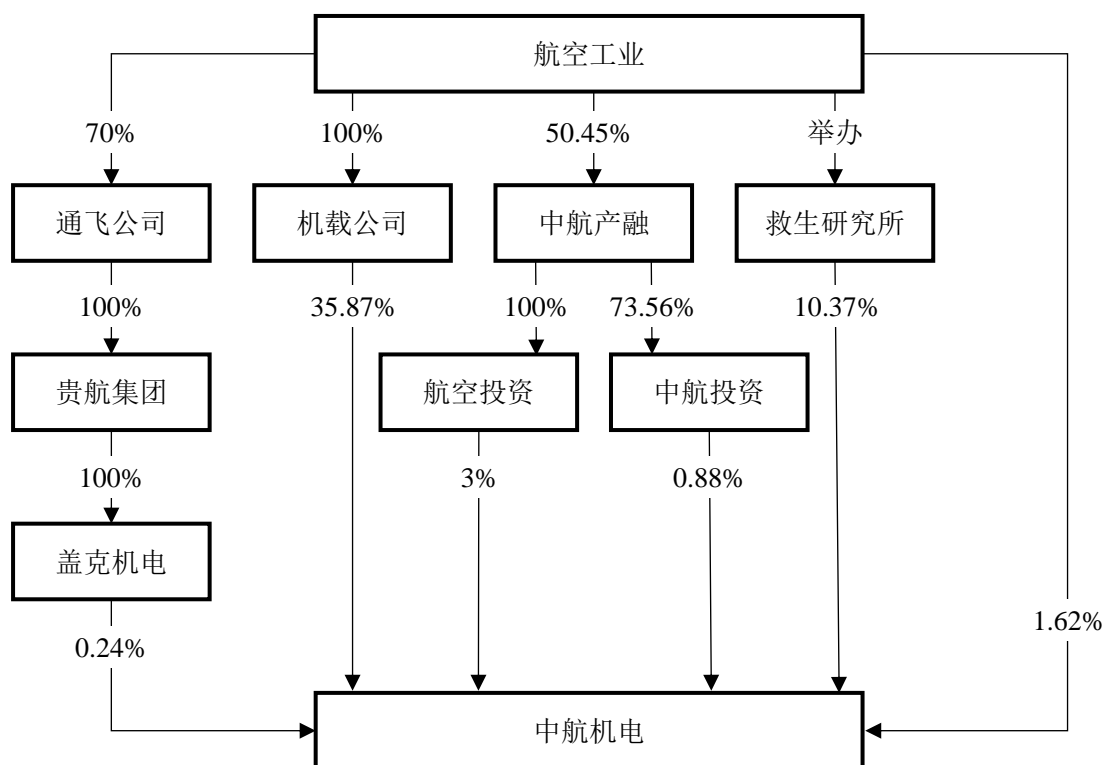 航空工业
70%
100%
50.45%
举办
通飞公司
机载公司
中航产融
救生研究所
100%
35.87%
100%
73.56%
10.37%
贵航集团
航空投资
中航投资
100%
3%
0.88%
盖克机电
0.24%
1.62%
中航机电